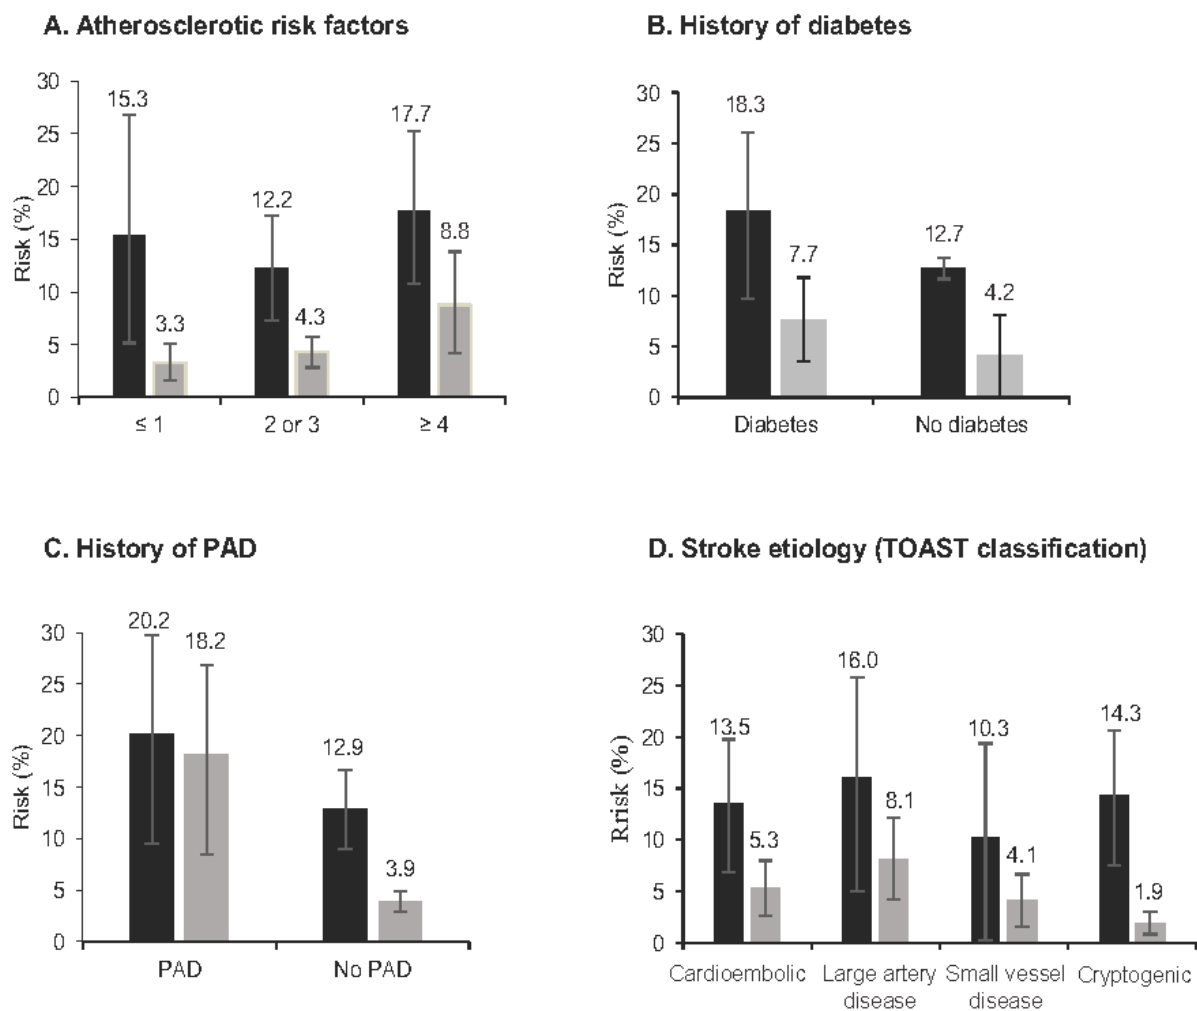 A. Atherosclerotic risk factors
Risk (%)
30
25
20
15
10
5
0
15.3
3.3
12.2
4.3
17.7
8.8
≤ 1
2 or 3
≥ 4
B. History of diabetes
Risk (%)
30
25
20
15
10
5
0
18.3
7.7
12.7
4.2
Diabetes
No diabetes
C. History of PAD
Risk (%)
30
25
20
15
10
5
0
20.2
18.2
12.9
3.9
PAD
No PAD
D. Stroke etiology (TOAST classification)
Rrisk (%)
30
25
20
15
10
5
0
13.5
5.3
16.0
8.1
10.3
4.1
14.3
1.9
Cardioembolic
Large artery
disease
Small vessel
disease
Cryptogenic